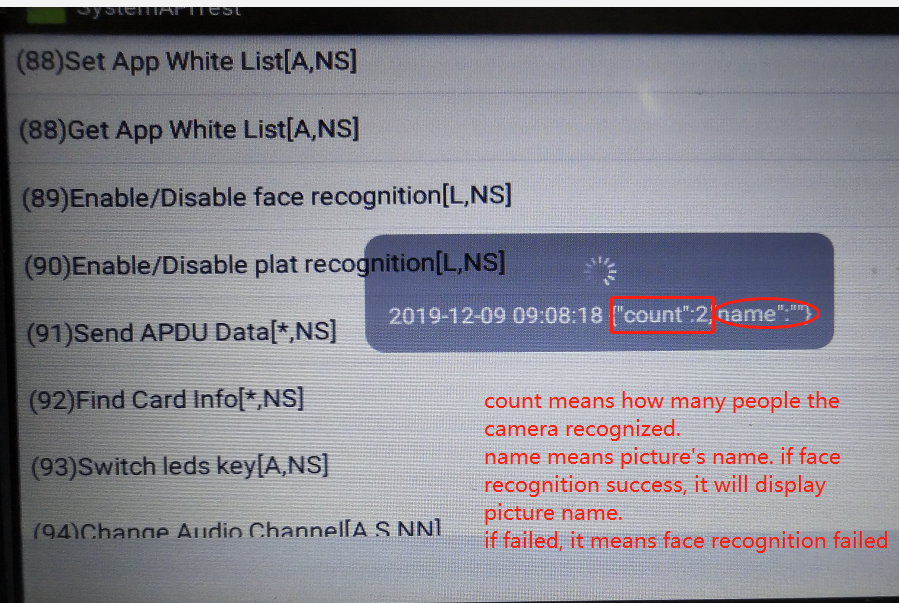 SystemAPITest
(88)Set App White List[A,NS]
(88)Get App White List[A,NS]
(89)Enable/Disable face recognition[L,NS]
(90)Enable/Disable plat recognition[L,NS]
2019-12-09 09:08:18 {"count":2,"name":""}
(91)Send APDU Data[*,NS]
(92)Find Card Info[*,NS]
(93)Switch leds key[A,NS]
(94)Change Audio Channel[A,S,NN]
count means how many people the
camera recognized.
name means picture's name. if face
recognition success, it will display
picture name.
if failed, it means face recognition failed